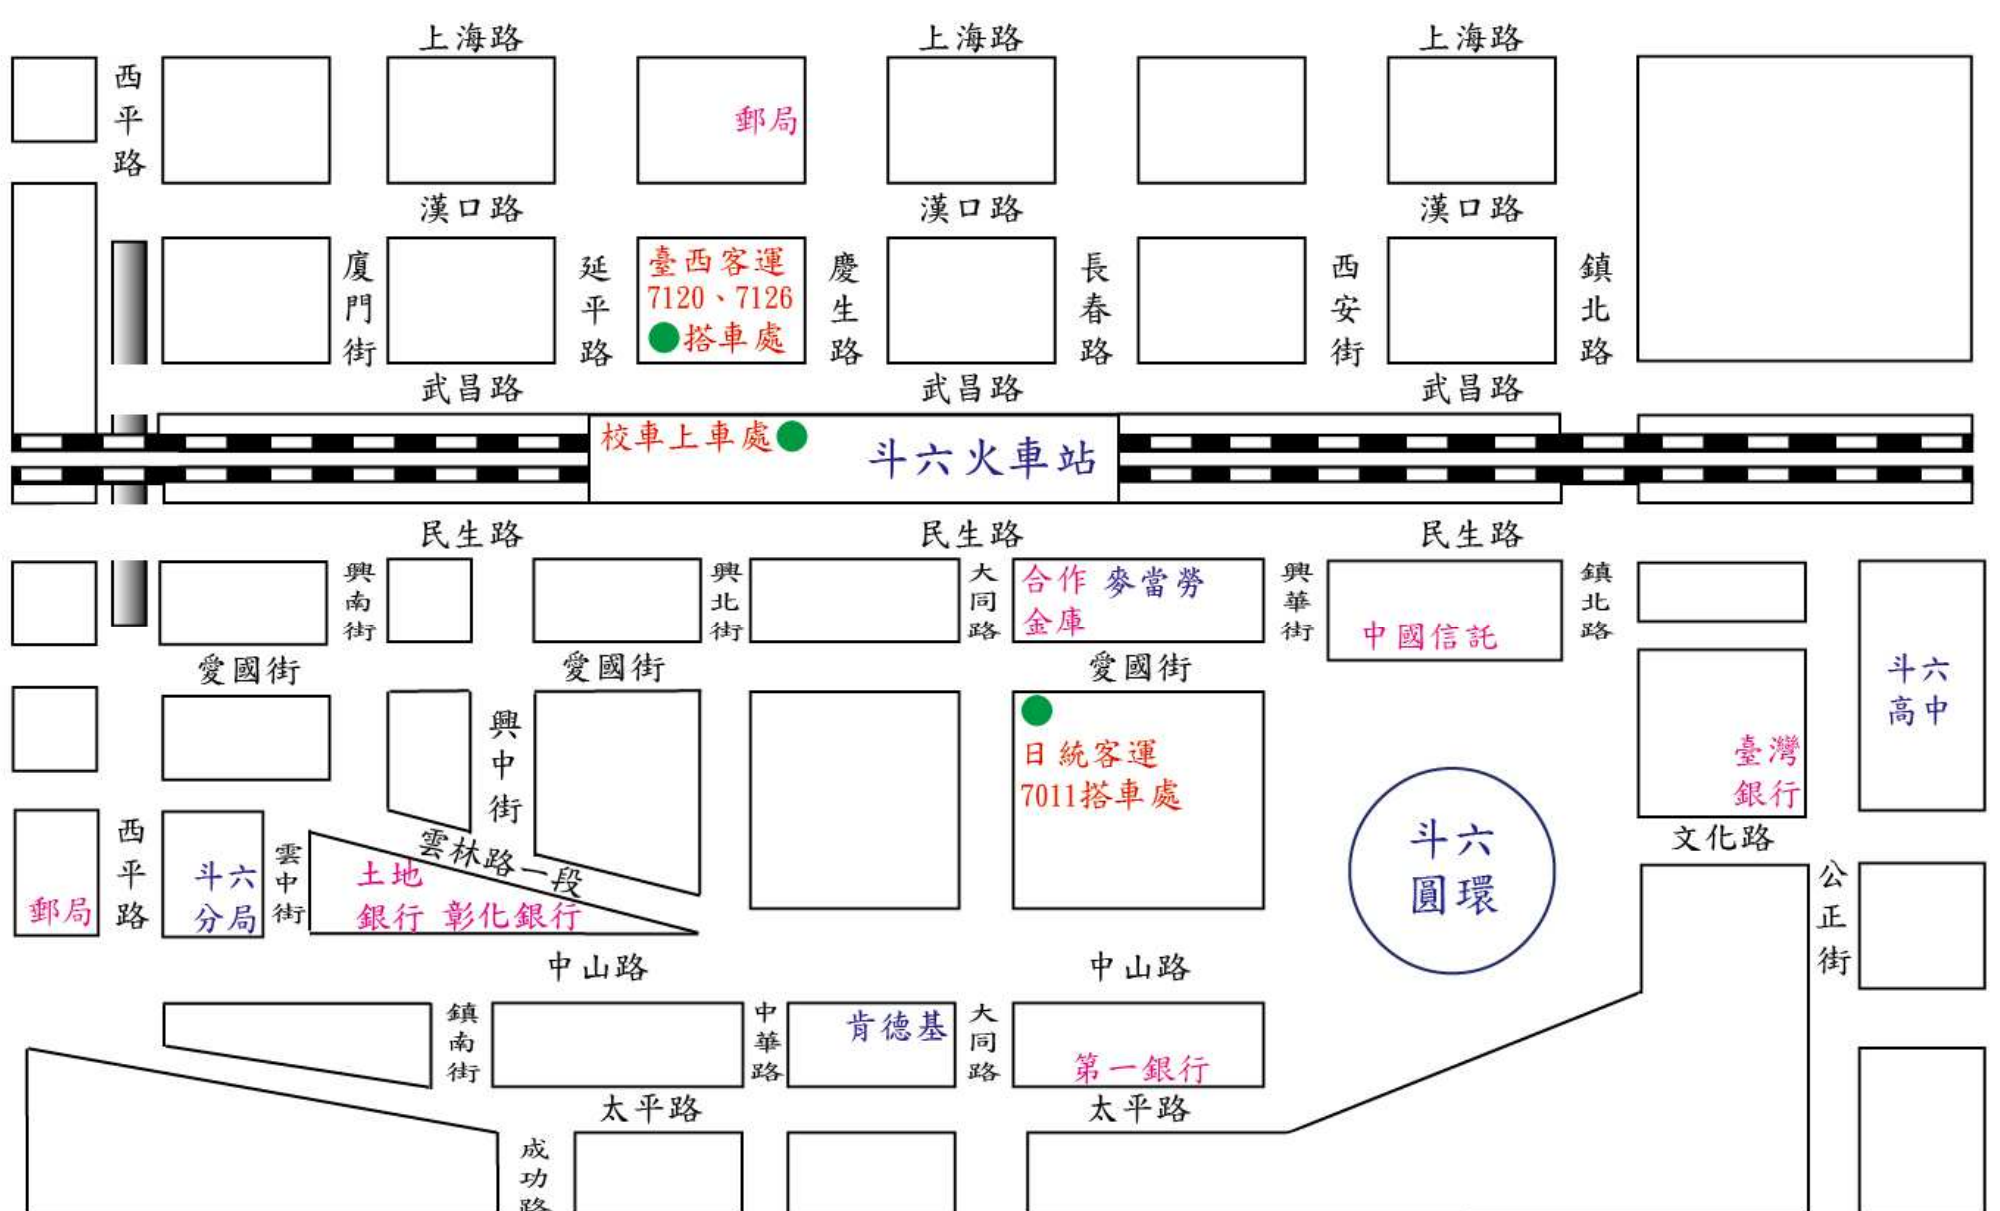 上海路
上海路
上海路
西平路
郵局
漢口路
漢口路
漢口路
廈門街
延平路
臺西客運
7120、7126
搭車處
慶生路
長春路
西安街
鎮北路
武昌路
武昌路
武昌路
校車上車處
斗六火車站
民生路
民生路
民生路
興南街
興北街
大同路
合作
金庫
麥當勞
興華街
中國信託
鎮北路
愛國街
愛國街
愛國街
斗六
高中
興中街
日統客運
7011搭車處
臺灣
銀行
西平路
郵局
斗六
分局
雲中街
雲林路一段
土地
銀行
彰化銀行
斗六
圓環
文化路
公正街
中山路
中山路
鎮南街
中華路
肯德基
大同路
第一銀行
太平路
太平路
成功路